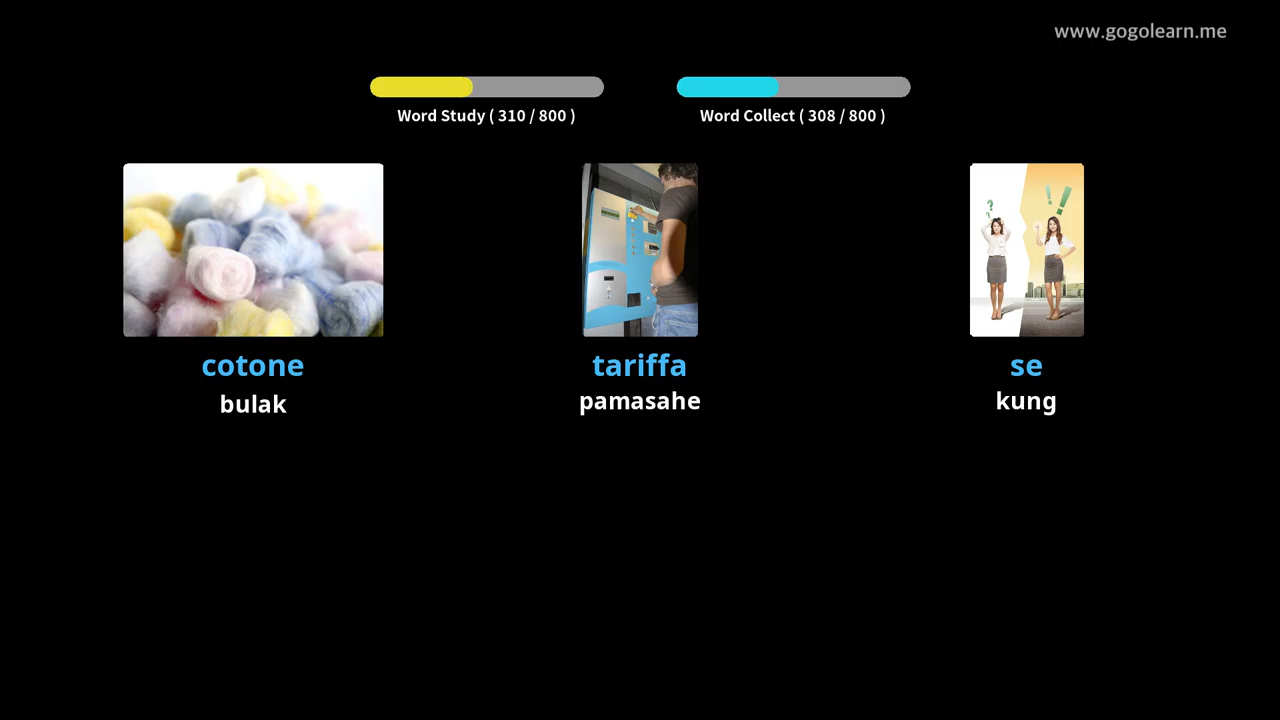 www.gogolearn.me
Word Study ( 310 / 800 )
Word Collect ( 308 / 800 )
cotone
bulak
tariffa
pamasahe
se
kung